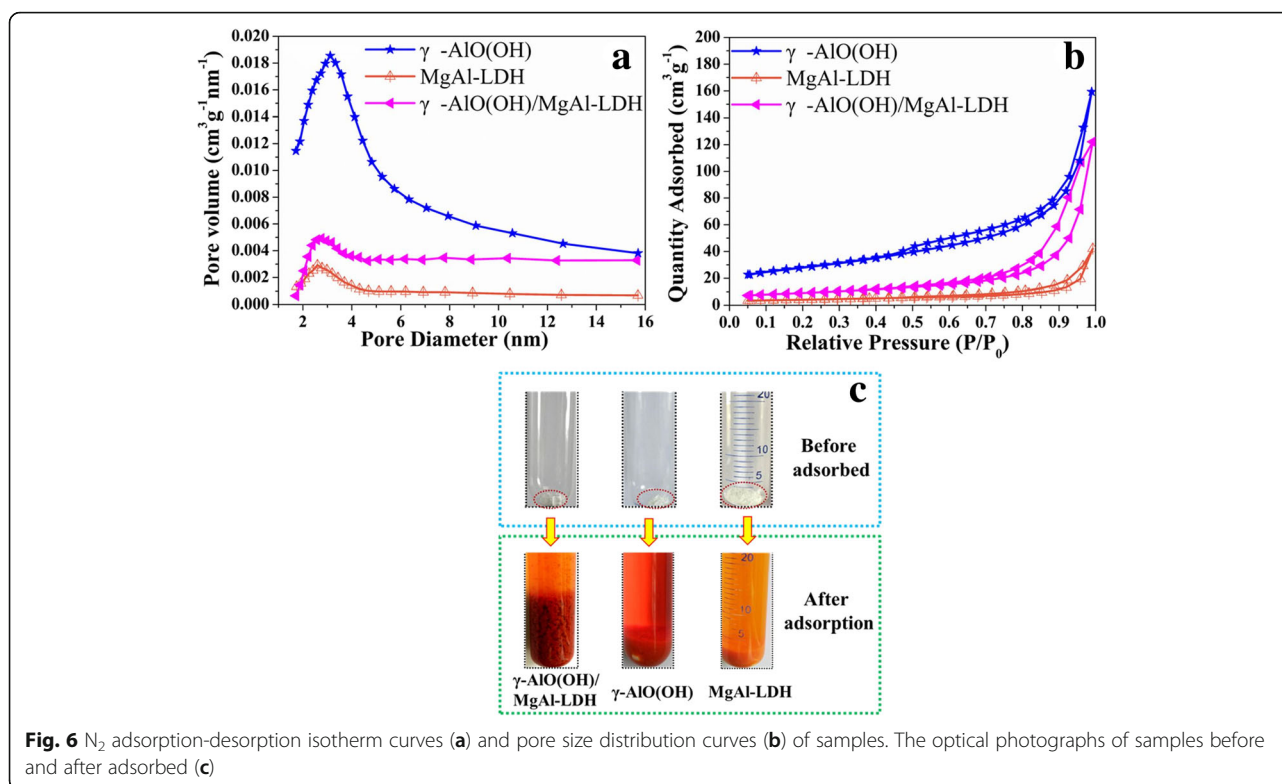 a
γ -AlO(OH)
MgAl-LDH
γ -AlO(OH)/MgAl-LDH
Pore volume (cm³g⁻¹nm⁻¹)
0.020
0.018
0.016
0.014
0.012
0.010
0.008
0.006
0.004
0.002
0.000
2 4 6 8 10 12 14 16
Pore Diameter (nm)
b
γ -AlO(OH)
MgAl-LDH
γ -AlO(OH)/MgAl-LDH
Quantity Adsorbed (cm³g⁻¹)
200
180
160
140
120
100
80
60
40
20
0
0.0 0.1 0.2 0.3 0.4 0.5 0.6 0.7 0.8 0.9 1.0
Relative Pressure (P/P₀)
c
20
10
5
Before
adsorbed
20
10
5
After
adsorption
γ-AlO(OH)/
MgAl-LDH
γ-AlO(OH)
MgAl-LDH
Fig. 6 N₂ adsorption-desorption isotherm curves (a) and pore size distribution curves (b) of samples. The optical photographs of samples before
and after adsorbed (c)